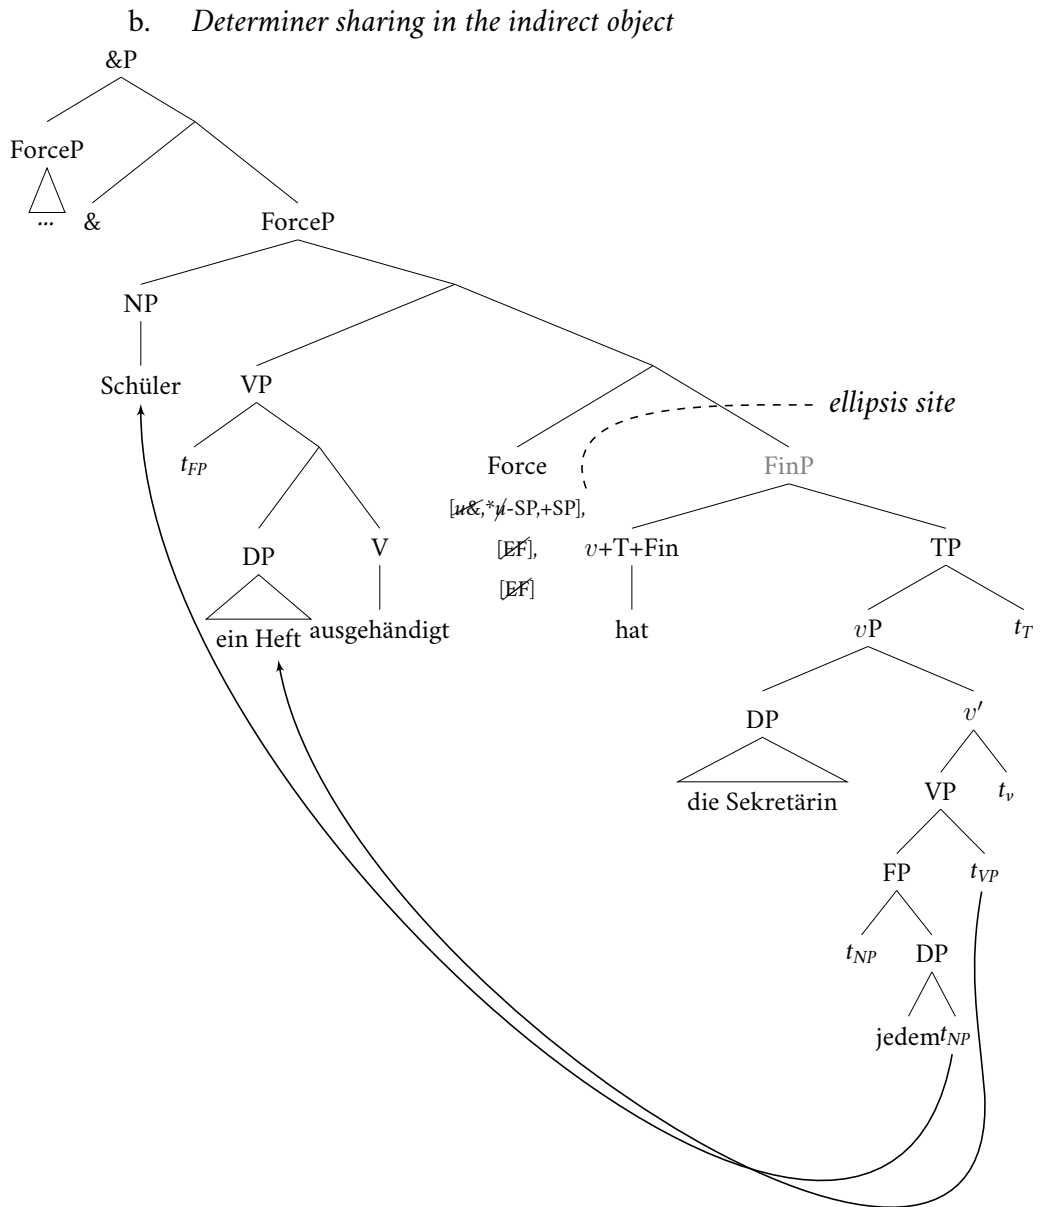 b. Determiner sharing in the indirect object
&P
ForceP
... & ForceP
NP
Schüler VP ellipsis site
t_FP Force FinP
[u&,*u-SP,+SP],
DP V [EF], v+T+Fin TP
[EF]
ein Heft ausgehändigt hat vP t_T
DP v′
die Sekretärin VP t_v
FP t_VP
t_NP DP
jedem t_NP